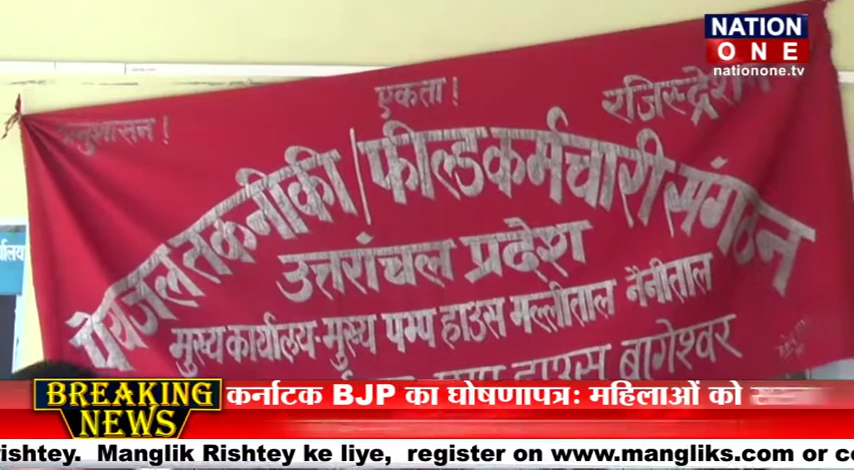 NATION
ONE
nationone.tv
अनुशासन! एकता! रजिस्ट्रेशन
पेयजल तकनीकी/फील्डकर्मचारी संगठन
उत्तरांचल प्रदेश
मुख्य कार्यालय-मुख्य पम्प हाउस मल्लीताल नैनीताल
हाउस बागेश्वर
BREAKING
NEWS
कर्नाटक BJP का घोषणापत्र: महिलाओं को
rishtey. Manglik Rishtey ke liye, register on www.mangliks.com or